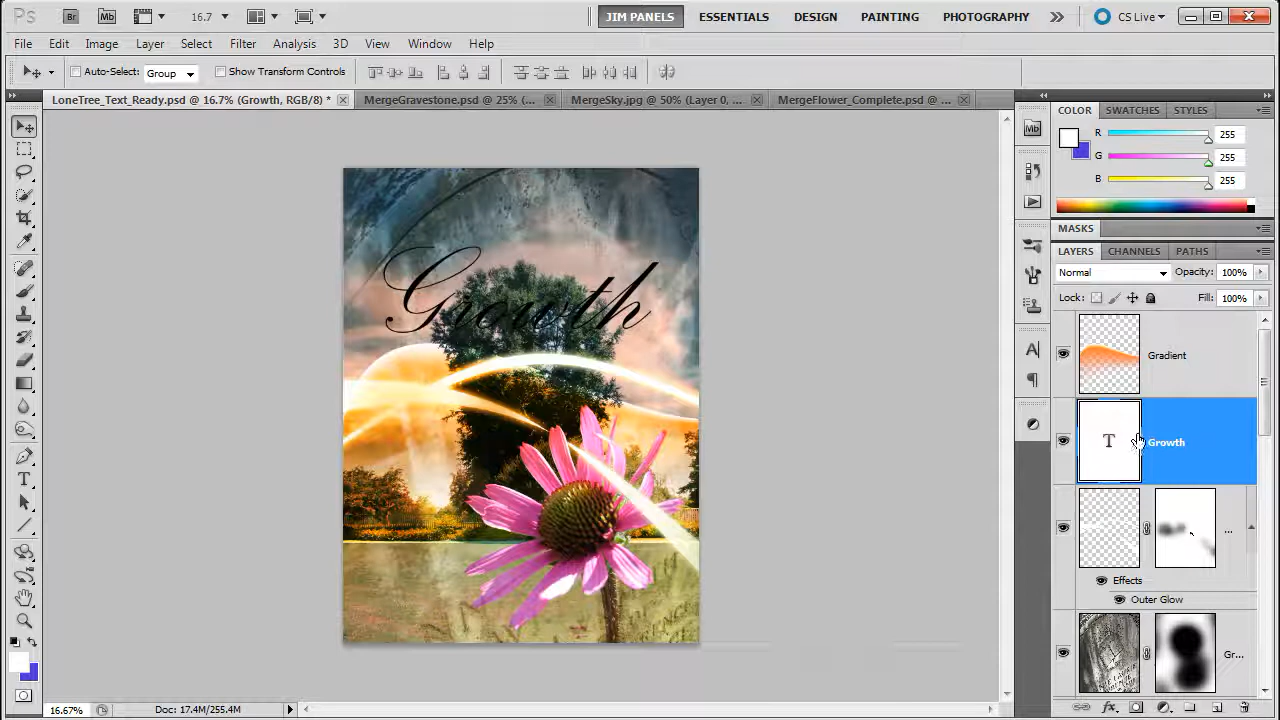 Ps Br Mb 16.7 JIM PANELS ESSENTIALS DESIGN PAINTING PHOTOGRAPHY CS Live
File Edit Image Layer Select Filter Analysis 3D View Window Help
Auto-Select: Group Show Transform Controls
LoneTree_Text_Ready.psd @ 16.7% (Growth, RGB/8) * MergeGravestone.psd @ 25% (... MergeSky.jpg @ 50% (Layer 0, ... MergeFlower_Complete.psd @ ...
COLOR SWATCHES STYLES
Mb
R 255
G 255
B 255
MASKS
LAYERS CHANNELS PATHS
Normal Opacity: 100%
Lock: Fill: 100%
Growth
Gradient
T Growth
...
Effects
Outer Glow
Gr...
16.67% Doc: 17.4M/255.4M